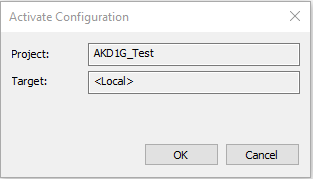 Activate Configuration
Project: AKD1G_Test
Target: <Local>
OK Cancel